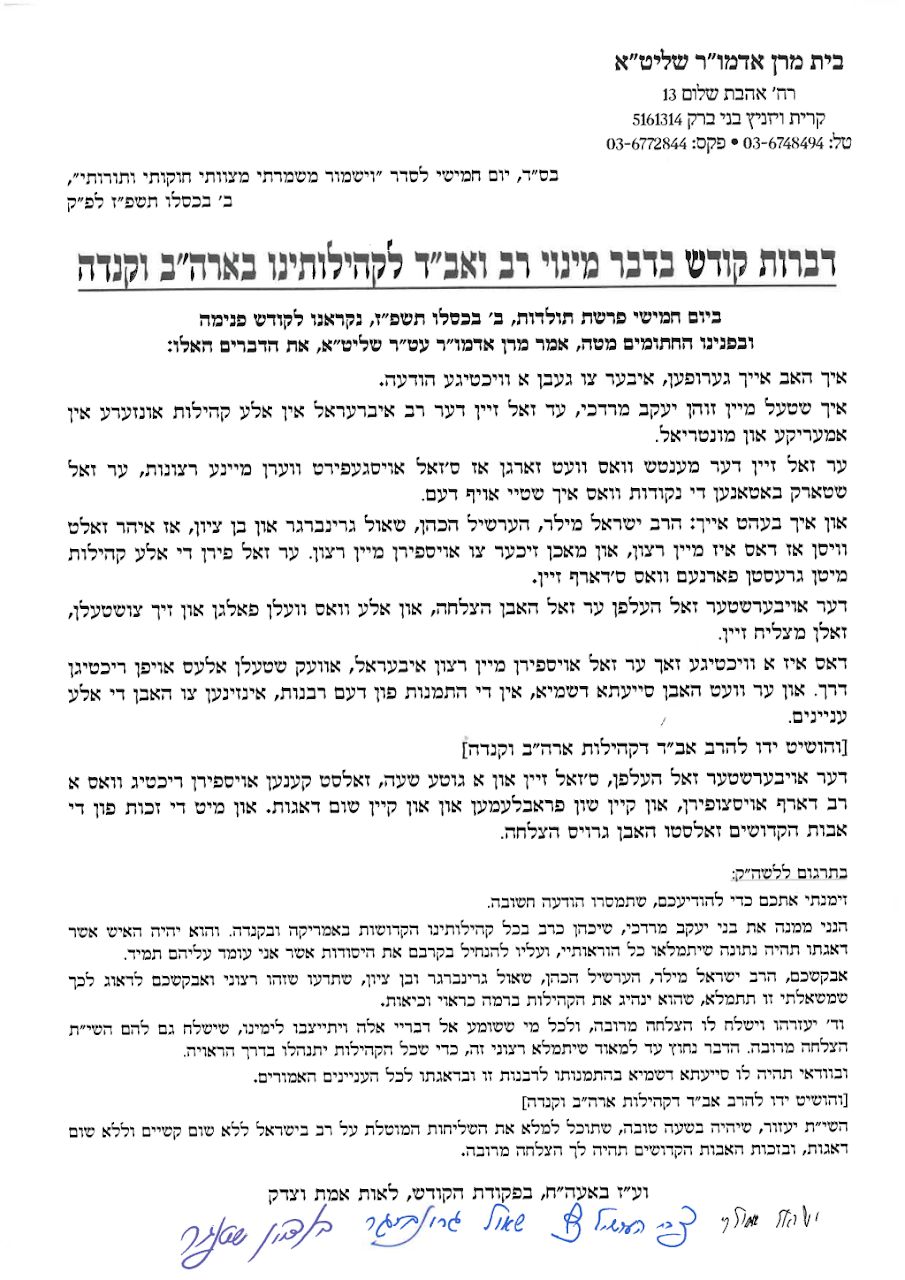 בית מרן אדמו"ר שליט"א
רח' אהבת שלום 13
קרית ויזניץ בני ברק 5161314
טל: 03-6748494 • פקס: 03-6772844
בס"ד, יום חמישי לסדר "וישמור משמרתי מצוותי חוקותי ותורותי",
ב' בכסלו תשפ"ז לפ"ק
דברות קודש בדבר מינוי רב ואב"ד לקהילותינו בארה"ב וקנדה
ביום חמישי פרשת תולדות, ב' בכסלו תשפ"ז, נקראנו לקודש פנימה
ובפנינו החתומים מטה, אמר מרן אדמו"ר עט"ר שליט"א, את הדברים האלו:
איך האב אייך גערופען, איבער צו געבן א וויכטיגע הודעה.
איך שטעל מיין זוהן יעקב מרדכי, עד זאל זיין דער רב איבעראל אין אלע קהילות אונזערע אין
אמעריקע און מונטריאל.
ער זאל זיין דער מענטש וואס וועט זארגן אז ס'זאל אויסגעפירט ווערן מיינע רצונות, ער זאל
שטארק באטאנען די נקודות וואס איך שטיי אויף דעם.
און איך בעהט אייך: הרב ישראל מילר, הערשיל הכהן, שאול גרינברגר און בן ציון, אז איהר זאלט
וויסן אז דאס איז מיין רצון, און מאכן זיכער צו אויספירן מיין רצון. ער זאל פירן די אלע קהילות
מיטן גרעסטן פארנעם וואס ס'דארף זיין.
דער אויבערשטער זאל העלפן ער זאל האבן הצלחה, און אלע וואס וועלן פאלגן און זיך צושטעלן,
זאלן מצליח זיין.
דאס איז א וויכטיגע זאך ער זאל אויספירן מיין רצון איבעראל, אוועק שטעלן אלעס אויפן ריכטיגן
דרך. און ער וועט האבן סייעתא דשמיא, אין די התמנות פון דעם רבנות, אינזינען צו האבן די אלע
עניינים.
[והושיט ידו להרב אב"ד דקהילות ארה"ב וקנדה]
דער אויבערשטער זאל העלפן, ס'זאל זיין און א גוטע שעה, זאלסט קענען אויספירן ריכטיג וואס א
רב דארף אויסצופירן, און קיין שון פראבלעמען און און קיין שום דאגות. און מיט די זכות פון די
אבות הקדושים זאלסטו האבן גרויס הצלחה.
בתרגום ללשה"ק:
זימנתי אתכם כדי להודיעכם, שתמסרו הודעה חשובה.
הנני ממנה את בני יעקב מרדכי, שיכהן כרב בכל קהילותינו הקדושות באמריקה ובקנדה. והוא יהיה האיש אשר
דאגתו תהיה נתונה שיתמלאו כל הוראותיי, ועליו להנחיל בקרבם את היסודות אשר אני עומד עליהם תמיד.
אבקשכם, הרב ישראל מילר, הערשיל הכהן, שאול גרינברגר ובן ציון, שתדעו שזהו רצוני ואבקשכם לדאוג לכך
שמשאלתי זו תתמלא, שהוא ינהיג את הקהילות ברמה כראוי וכיאות.
וד' יעזרהו וישלח לו הצלחה מרובה, ולכל מי ששומע אל דבריי אלה ויתייצבו לימינו, שישלח גם להם השי"ת
הצלחה מרובה. הדבר נחוץ עד למאוד שיתמלא רצוני זה, כדי שכל הקהילות יתנהלו בדרך הראויה.
ובוודאי תהיה לו סייעתא דשמיא בהתמנותו לרבנות זו ובדאגתו לכל העניינים האמורים.
[והושיט ידו להרב אב"ד דקהילות ארה"ב וקנדה]
השי"ת יעזור, שיהיה בשעה טובה, שתוכל למלא את השליחות המוטלת על רב בישראל ללא שום קשיים וללא שום
דאגות, ובזכות האבות הקדושים תהיה לך הצלחה מרובה.
וע"ז באעה"ח, בפקודת הקודש, לאות אמת וצדק
ישראל מילר צבי הערשיל שאול גרינברגר בן ציון